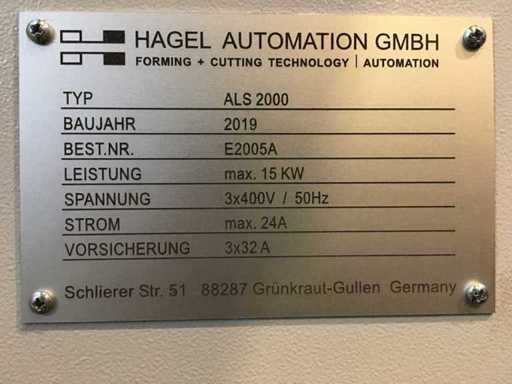 HAGEL AUTOMATION GMBH
FORMING + CUTTING TECHNOLOGY | AUTOMATION
TYP ALS 2000
BAUJAHR 2019
BEST.NR. E2005A
LEISTUNG max. 15 KW
SPANNUNG 3x400V / 50Hz
STROM max. 24A
VORSICHERUNG 3x32 A
Schlierer Str. 51 88287 Grünkraut-Gullen Germany